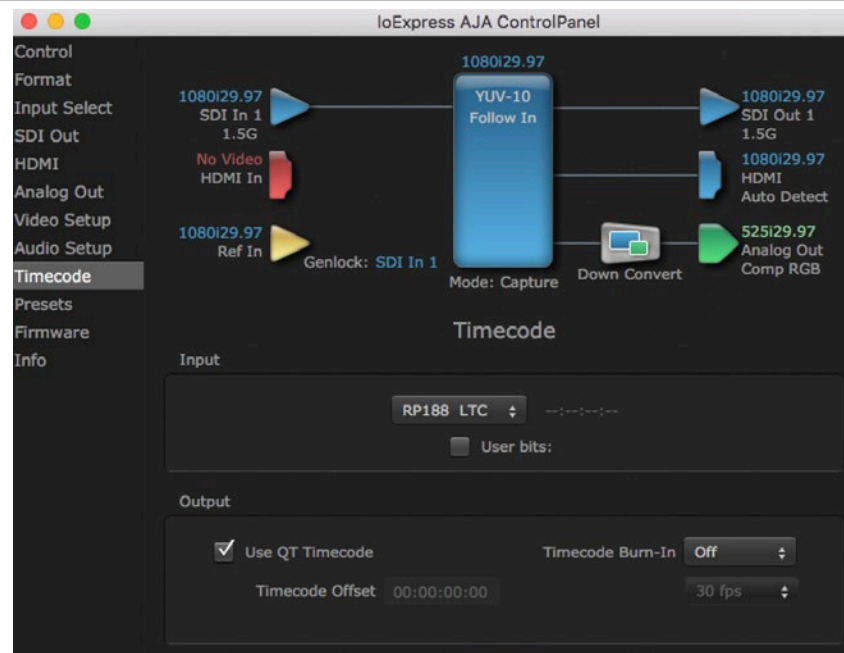 IoExpress AJA ControlPanel
Control
Format
Input Select
SDI Out
HDMI
Analog Out
Video Setup
Audio Setup
Timecode
Presets
Firmware
Info
1080i29.97
1080i29.97
SDI In 1
1.5G
No Video
HDMI In
1080i29.97
Ref In
Genlock: SDI In 1
YUV-10
Follow In
Mode: Capture
Down Convert
1080i29.97
SDI Out 1
1.5G
1080i29.97
HDMI
Auto Detect
525i29.97
Analog Out
Comp RGB
Timecode
Input
RP188 LTC --:--:--:--
User bits:
Output
Use QT Timecode Timecode Burn-In Off
Timecode Offset 00:00:00:00 30 fps